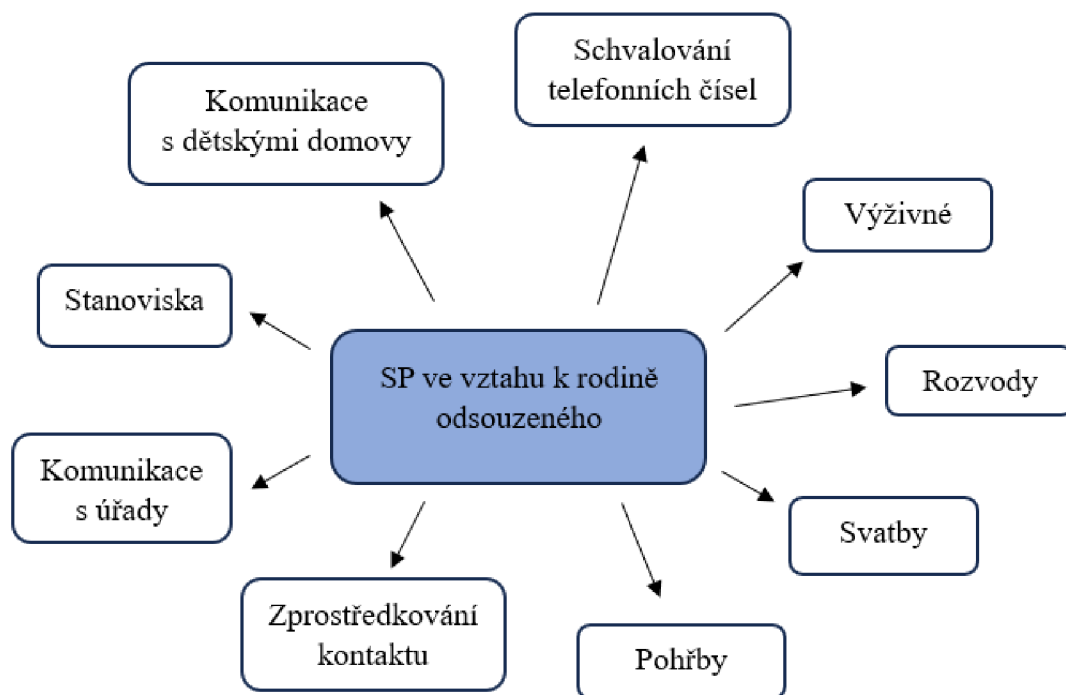 Schvalování
telefonních čísel
Komunikace
s dětskými domovy
Výživné
Stanoviska
SP ve vztahu k rodině
odsouzeného
Rozvody
Komunikace
s úřady
Svatby
Zprostředkování
kontaktu
Pohřby